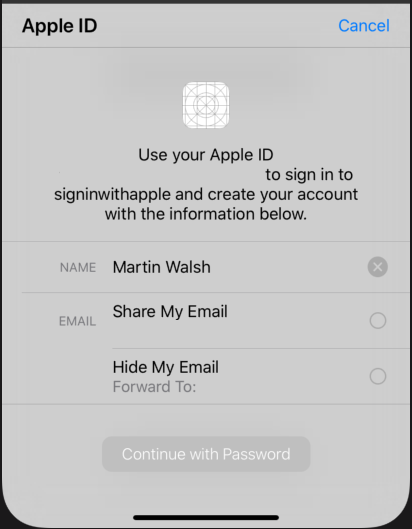 Apple ID
Cancel
Use your Apple ID
to sign in to
signinwithapple and create your account
with the information below.
NAME Martin Walsh
EMAIL Share My Email
Hide My Email
Forward To:
Continue with Password